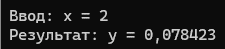 Ввод: x = 2
Результат: y = 0,078423